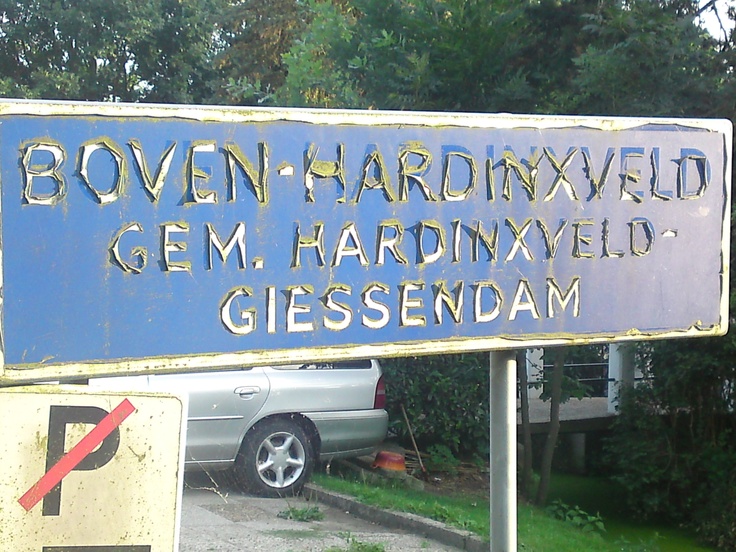 BOVEN-HARDINXVELD
GEM. HARDINXVELD-
GIESSENDAM
P